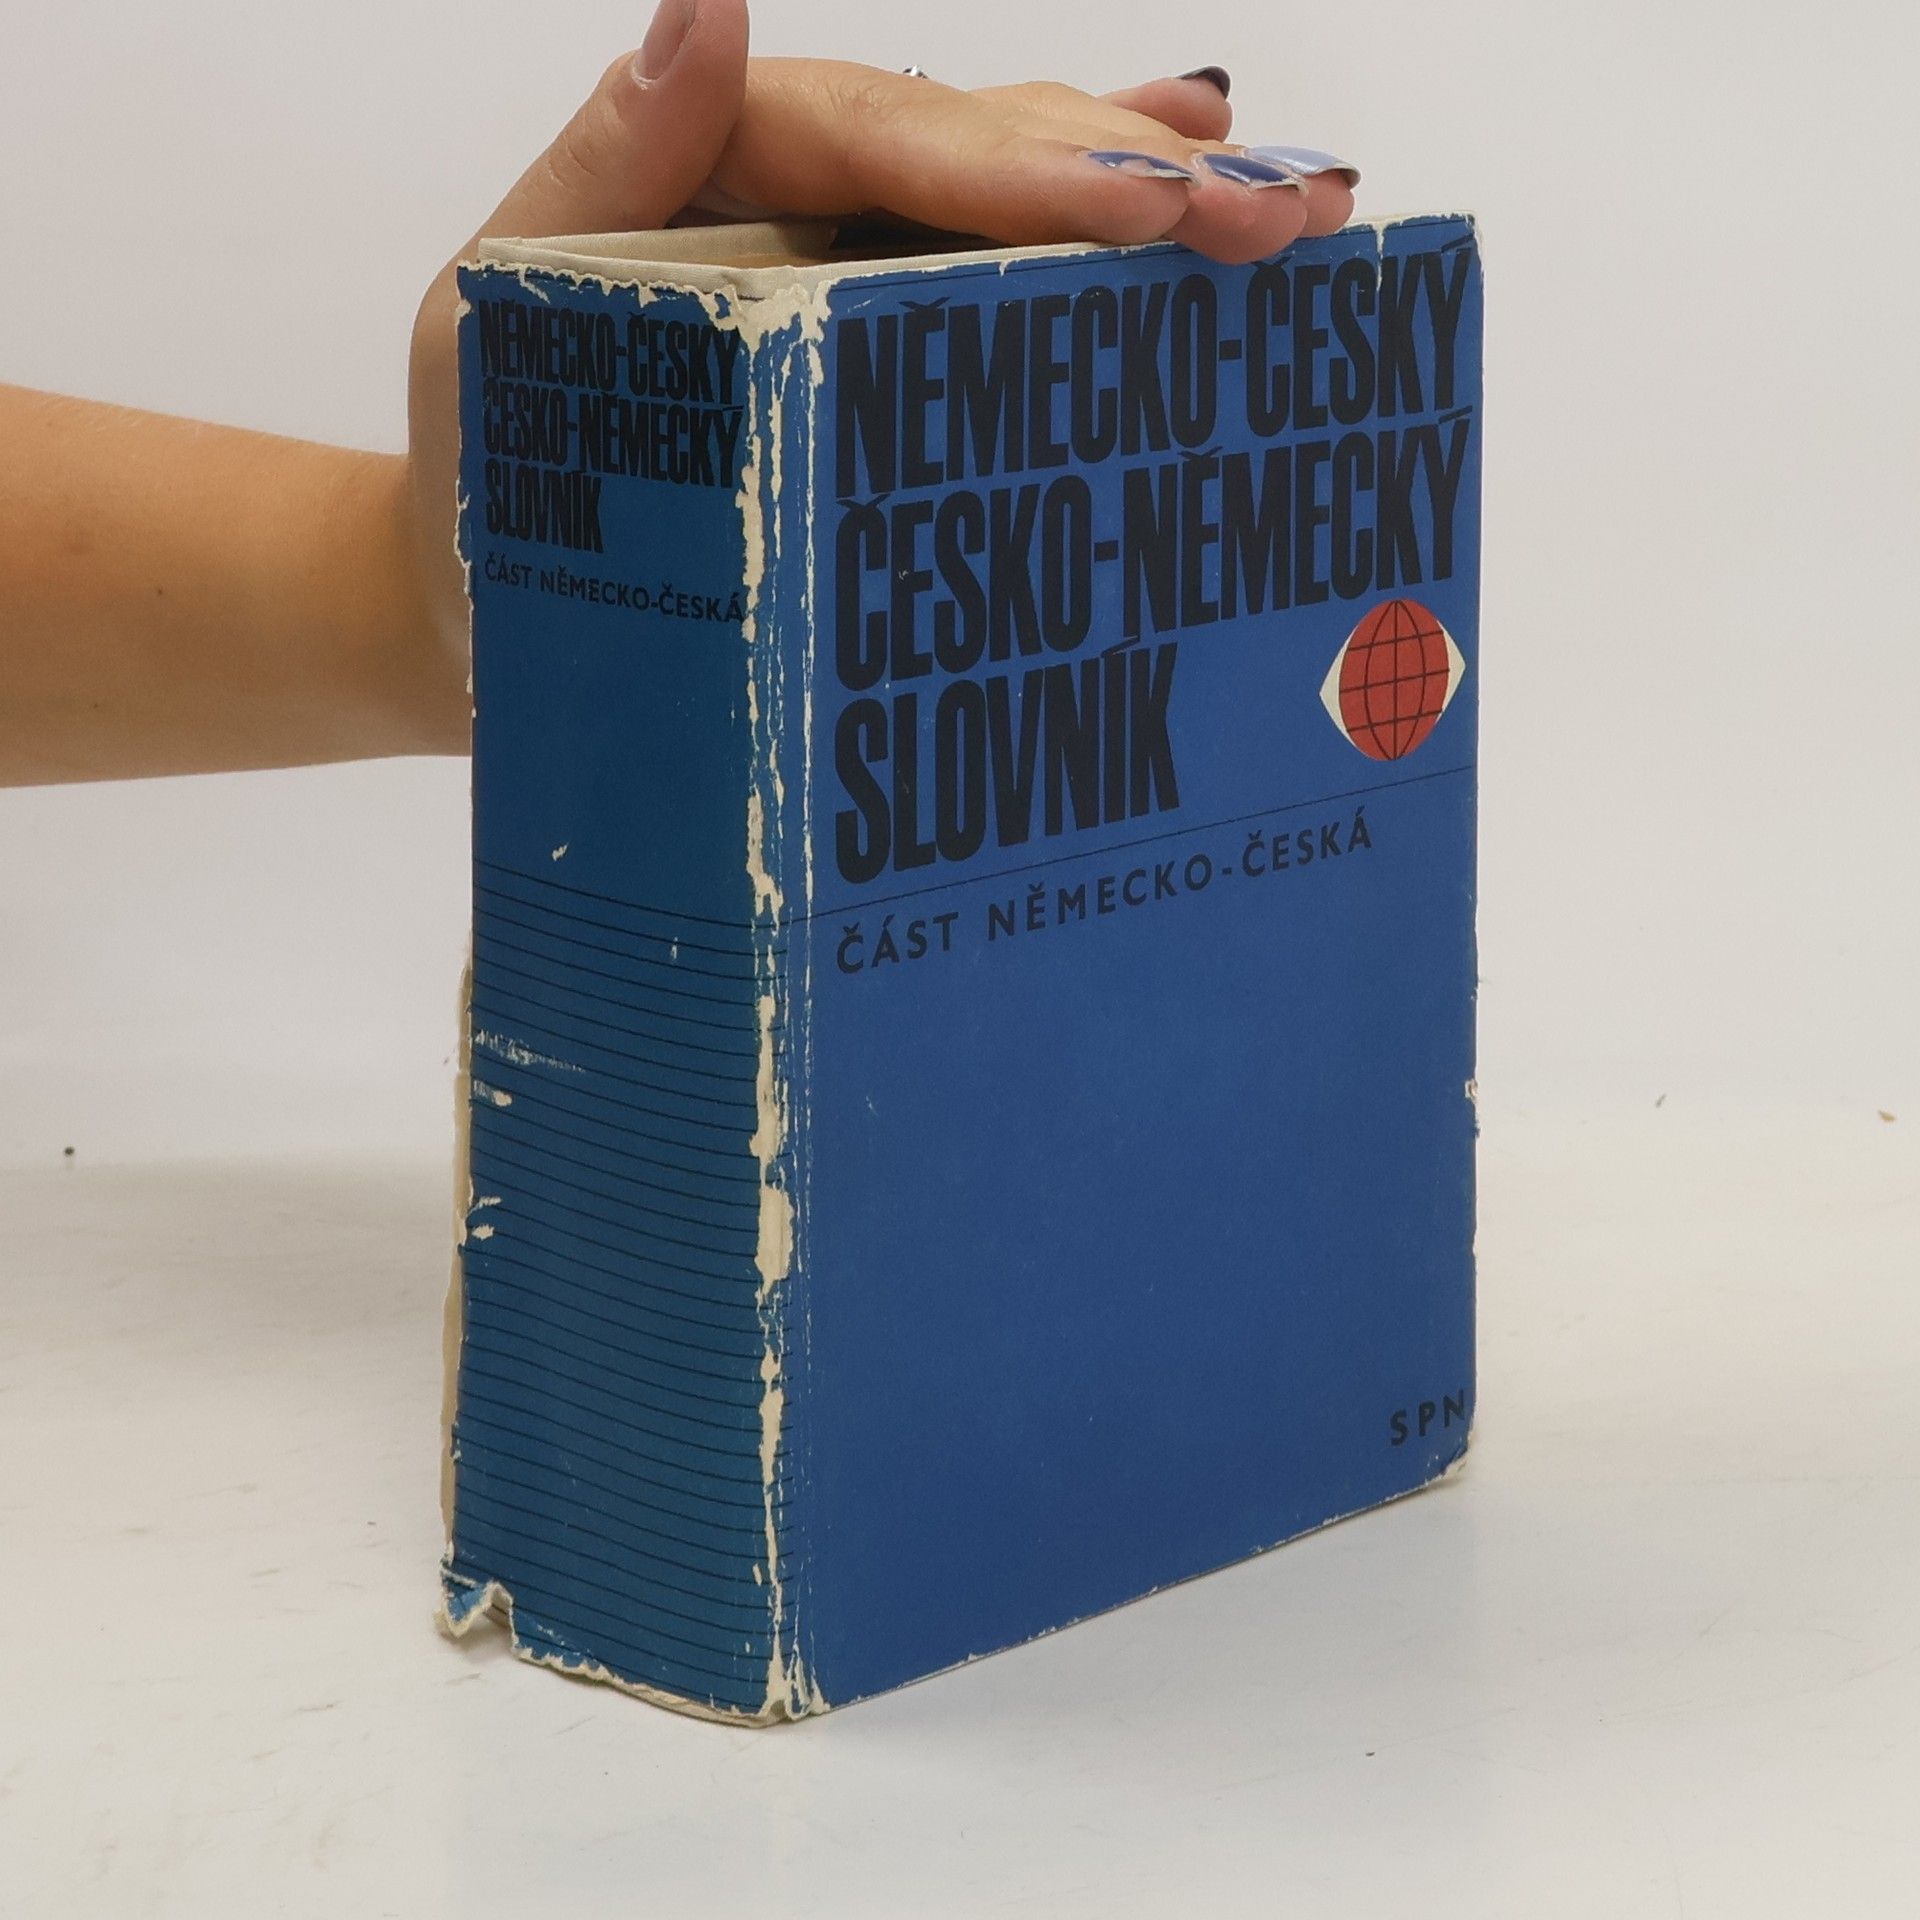 NĚMECKO-ČESKÝ
ČESKO-NĚMECKÝ
SLOVNÍK
ČÁST NĚMECKO-ČESKÁ
NĚMECKO-ČESKÝ
ČESKO-NĚMECKÝ
SLOVNÍK
ČÁST NĚMECKO-ČESKÁ
SPN